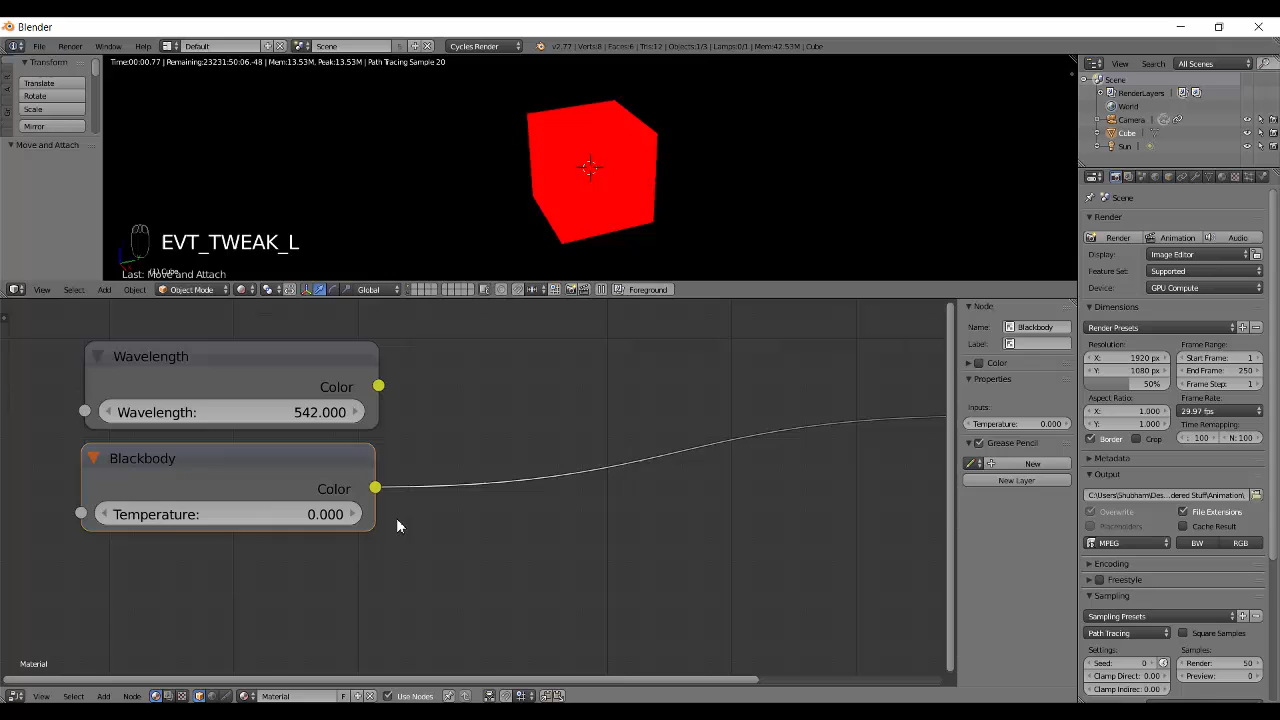 Blender
File Render Window Help Default Scene Cycles Render v2.77 | Verts:8 | Faces:6 | Tris:12 | Objects:1/3 | Lamps:0/1 | Mem:42.53M | Cube
View Search All Scenes
Transform
Time:00:00.77 | Remaining:23231:50:06.-48 | Mem:13.53M, Peak:13.53M | Path Tracing Sample 20
Translate
Rotate
Scale
Mirror
Move and Attach
Scene
RenderLayers
World
Camera
Cube
Sun
EVT_TWEAK_L
Last: Move and Attach
(1) Cube
View Select Add Object Object Mode Global Foreground
Scene
Render
Render Animation Audio
Display: Image Editor
Feature Set: Supported
Device: GPU Compute
Dimensions
Render Presets
Resolution: Frame Range:
X: 1920 px Start Frame: 1
Y: 1080 px End Frame: 250
50% Frame Step: 1
Aspect Ratio: Frame Rate:
X: 1.000 29.97 fps
Y: 1.000 Time Remapping:
Border Crop : 100 N: 100
Metadata
Output
C:\Users\Shubham\Des...dered Stuff\Animation\
Overwrite File Extensions
Placeholders Cache Result
MPEG BW RGB
Encoding
Freestyle
Sampling
Sampling Presets
Path Tracing Square Samples
Settings: Samples:
Seed: 0 Render: 50
Clamp Direct: 0.00 Preview: 0
Clamp Indirec: 0.00
Wavelength
Color
Wavelength: 542.000
Blackbody
Color
Temperature: 0.000
Node
Name: Blackbody
Label:
Color
Properties
Inputs:
Temperature: 0.000
Grease Pencil
New
New Layer
Material
View Select Add Node Material F Use Nodes